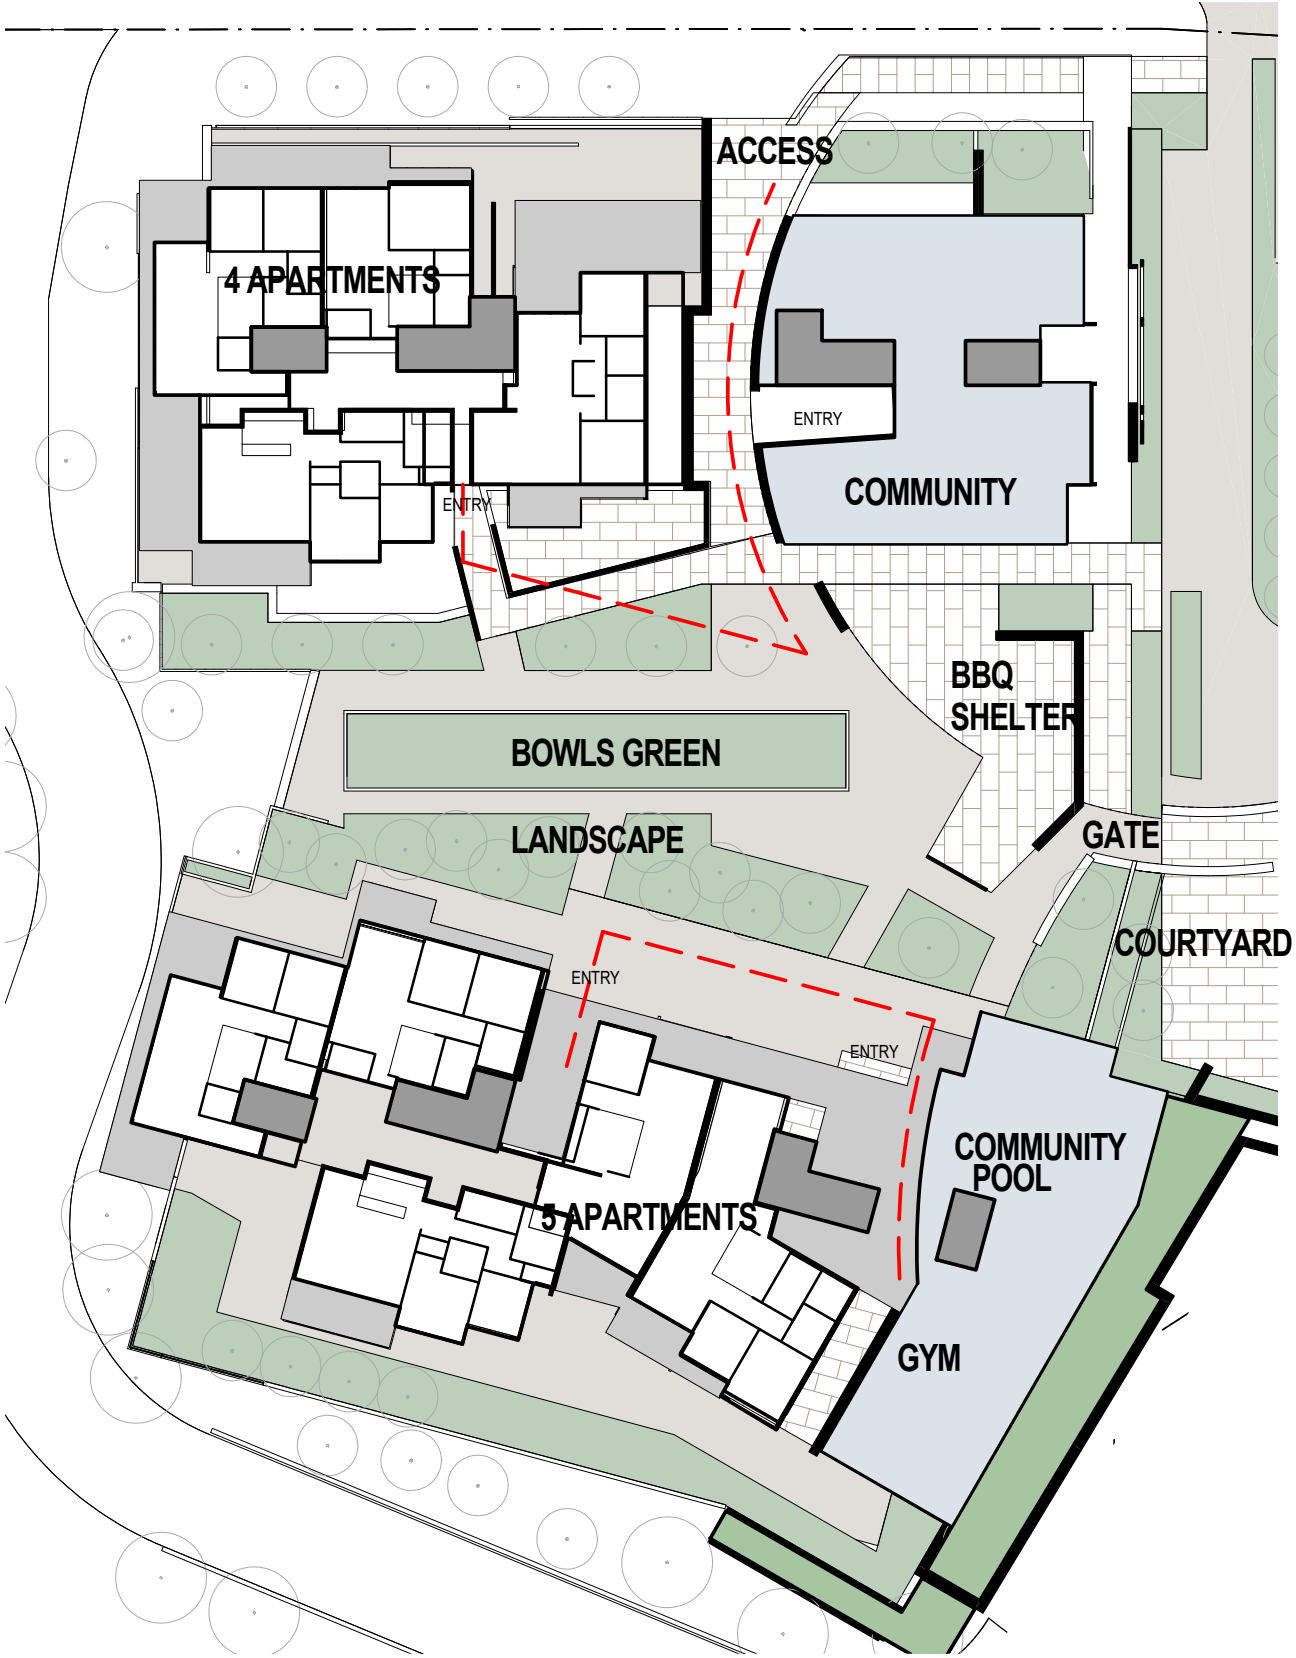 ACCESS
4 APARTMENTS
ENTRY
COMMUNITY
ENTRY
BBQ
SHELTER
BOWLS GREEN
LANDSCAPE
GATE
COURTYARD
ENTRY
ENTRY
COMMUNITY
POOL
5 APARTMENTS
GYM